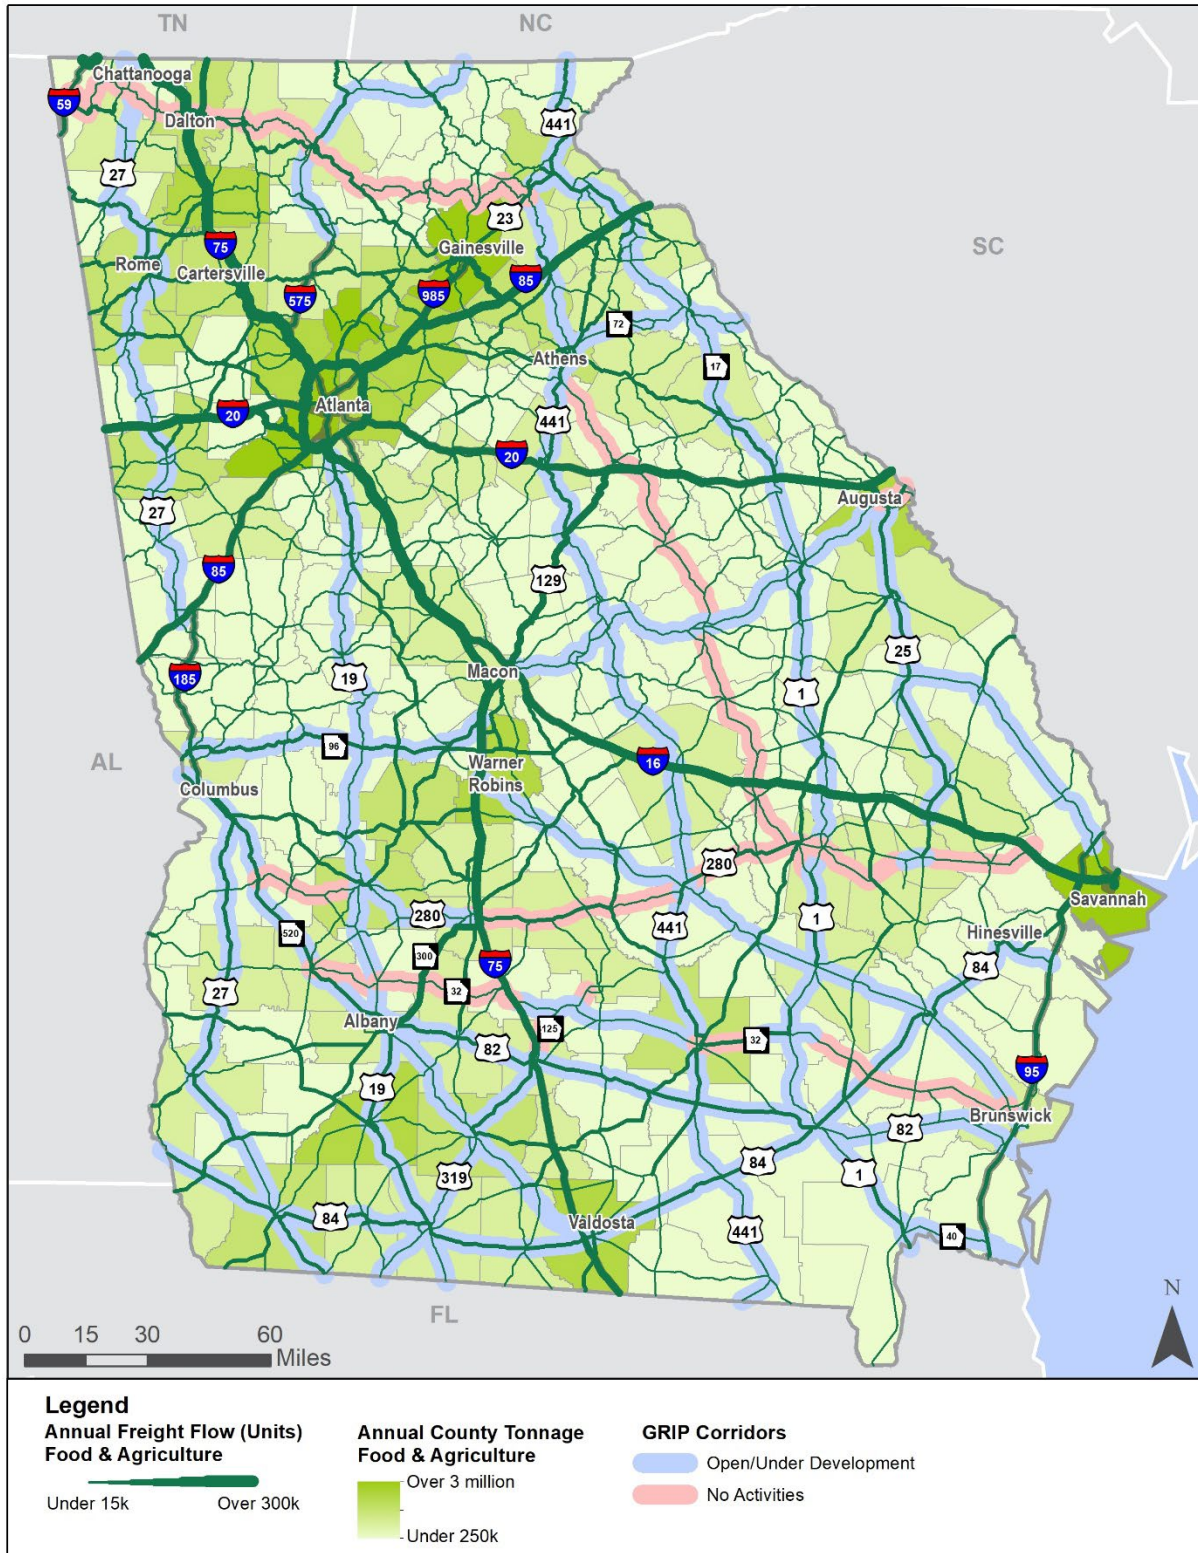 TN
NC
Chattanooga
59
Dalton
441
27
23
Gainesville
SC
75
Rome
Cartersville
85
575
985
72
Athens
17
Atlanta
20
441
20
27
Augusta
85
129
25
Macon
185
19
1
96
16
AL
Warner
Robins
Columbus
280
Savannah
280
1
441
520
Hinesville
300
84
75
27
32
Albany
125
82
32
95
19
Brunswick
82
84
1
319
84
Valdosta
441
40
N
FL
0 15 30 60
Miles
Legend
Annual Freight Flow (Units)
Food & Agriculture
Under 15k Over 300k
Annual County Tonnage
Food & Agriculture
Over 3 million
Under 250k
GRIP Corridors
Open/Under Development
No Activities